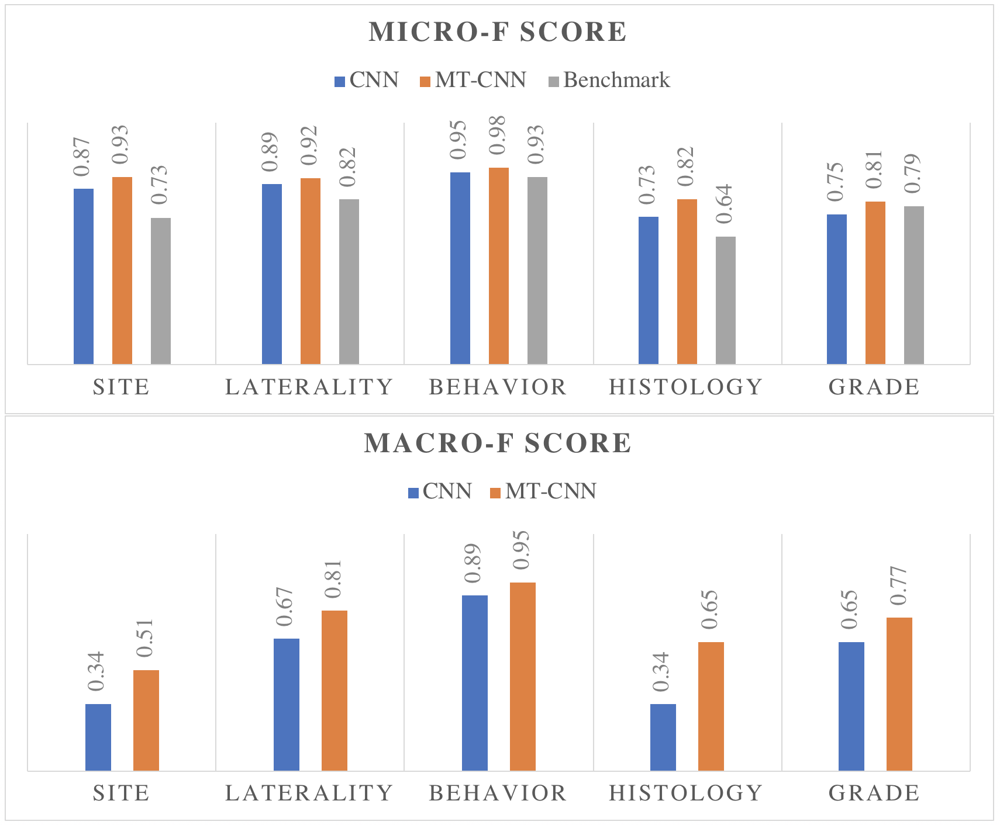 MICRO-F SCORE
CNN MT-CNN Benchmark
0.87 0.93 0.73 0.89 0.92 0.82 0.95 0.98 0.93 0.73 0.82 0.64 0.75 0.81 0.79
SITE LATERALITY BEHAVIOR HISTOLOGY GRADE
MACRO-F SCORE
CNN MT-CNN
0.34 0.51 0.67 0.81 0.89 0.95 0.34 0.65 0.65 0.77
SITE LATERALITY BEHAVIOR HISTOLOGY GRADE